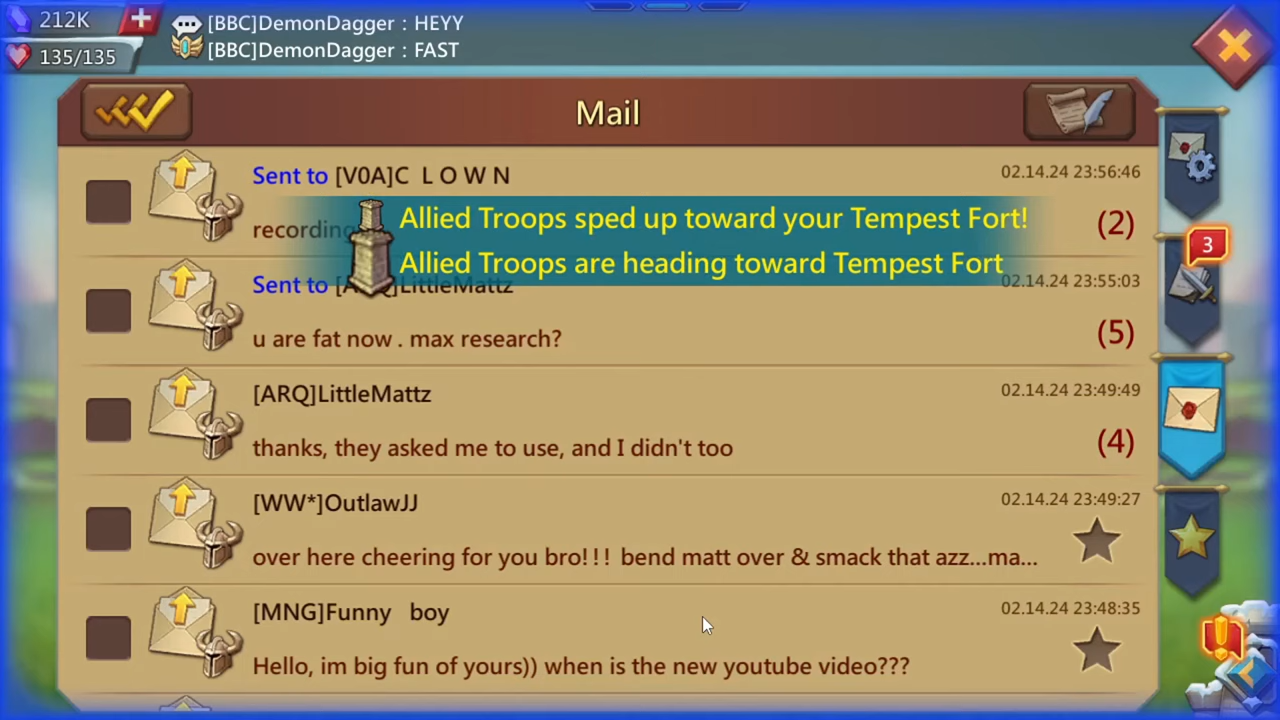 212K
135/135
[BBC]DemonDagger : HEYY
[BBC]DemonDagger : FAST
Mail
Sent to [V0A]C L O W N
02.14.24 23:56:46
recording
(2)
Allied Troops sped up toward your Tempest Fort!
Allied Troops are heading toward Tempest Fort
Sent to [ARQ]LittleMattz
02.14.24 23:55:03
u are fat now . max research?
(5)
[ARQ]LittleMattz
02.14.24 23:49:49
thanks, they asked me to use, and I didn't too
(4)
[WW*]OutlawJJ
02.14.24 23:49:27
over here cheering for you bro!!! bend matt over & smack that azz...ma...
[MNG]Funny boy
02.14.24 23:48:35
Hello, im big fun of yours)) when is the new youtube video???
3